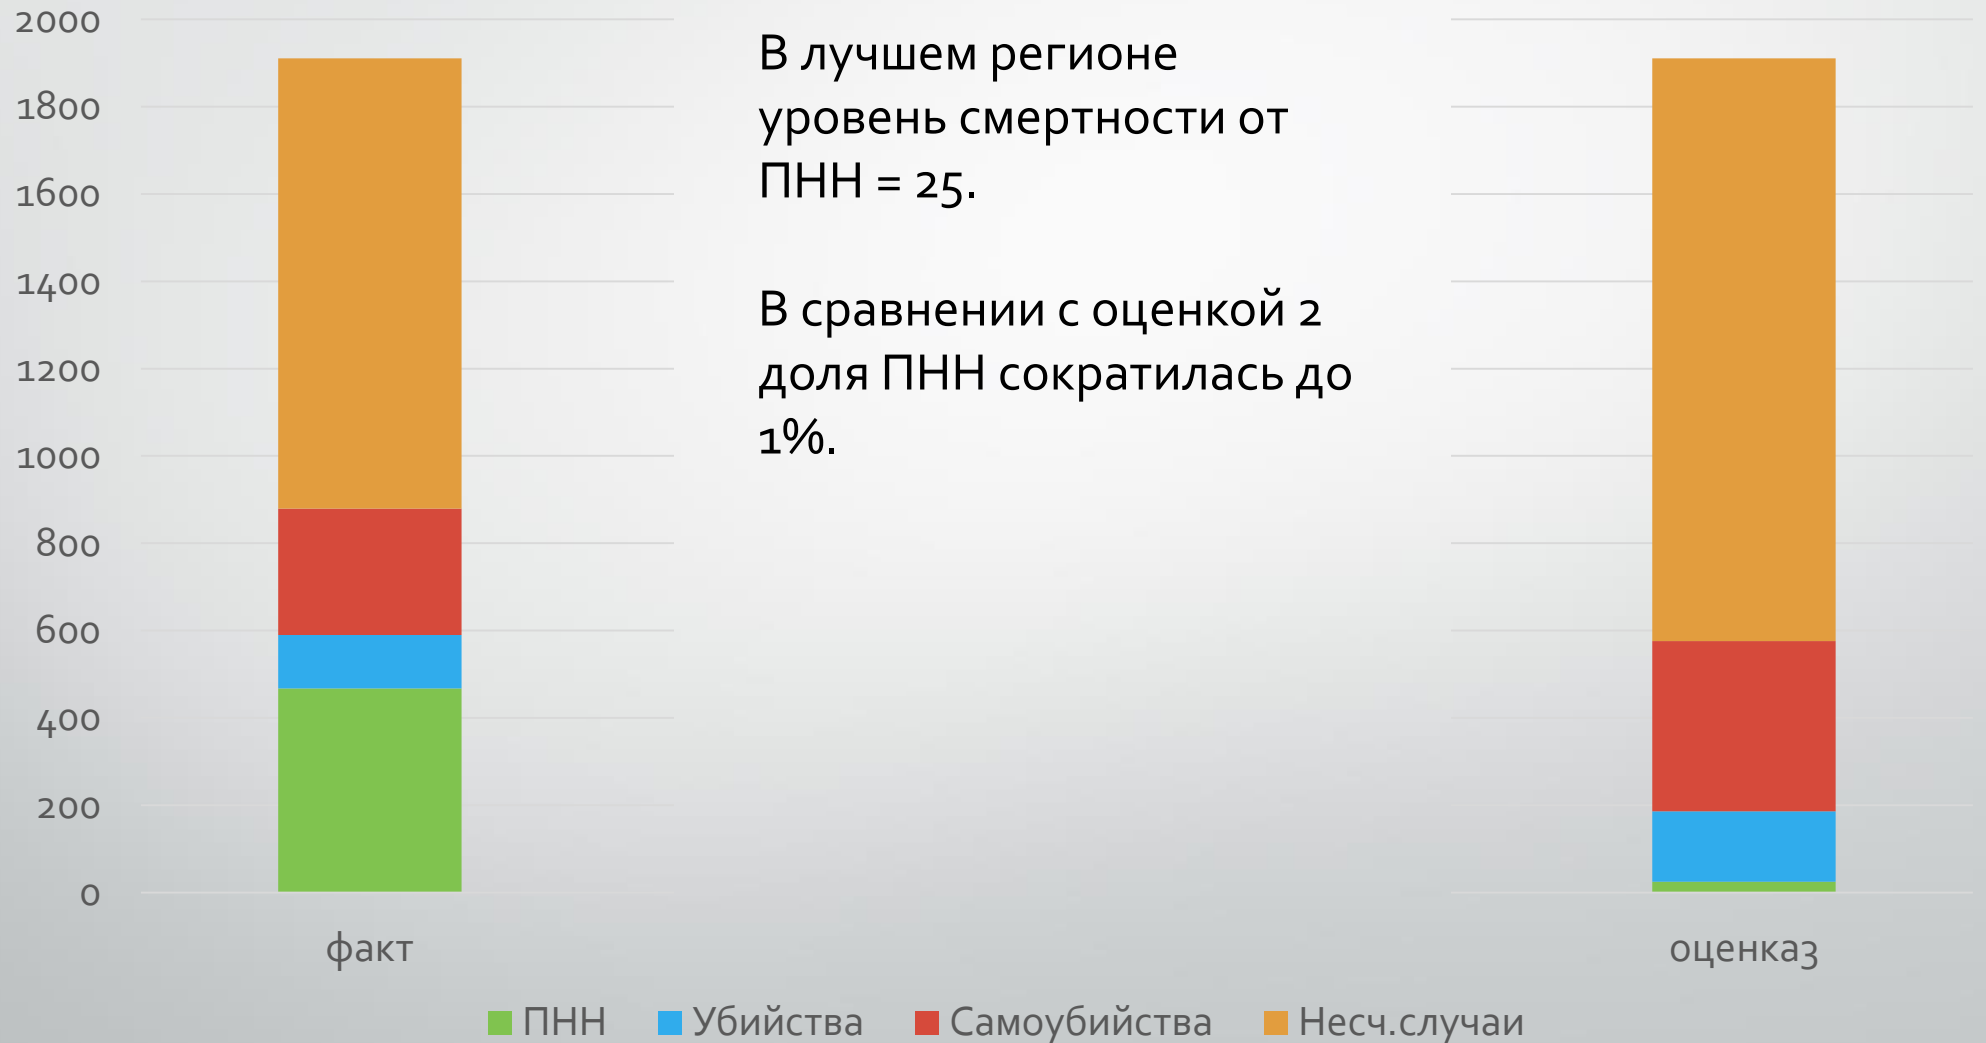 2000
1800
1600
1400
1200
1000
800
600
400
200
0
В лучшем регионе
уровень смертности от
ПНН = 25.
В сравнении с оценкой 2
доля ПНН сократилась до
1%.
факт
оценка3
ПНН Убийства Самоубийства Несч.случаи